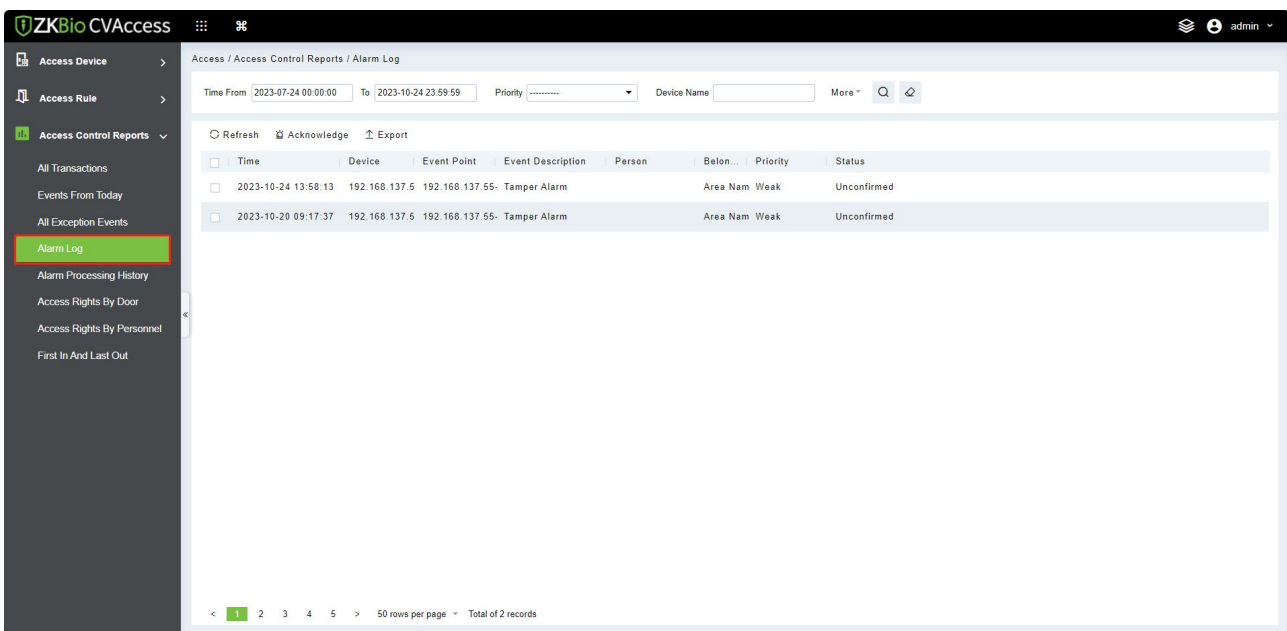 ZKBio CVAccess admin
Access Device
Access Rule
Access Control Reports
All Transactions
Events From Today
All Exception Events
Alarm Log
Alarm Processing History
Access Rights By Door
Access Rights By Personnel
First In And Last Out
Access / Access Control Reports / Alarm Log
Time From 2023-07-24 00:00:00 To 2023-10-24 23:59:59 Priority ---------- Device Name More
Refresh Acknowledge Export
Time Device Event Point Event Description Person Belon... Priority Status
2023-10-24 13:58:13 192.168.137.5 192.168.137.55- Tamper Alarm Area Nam Weak Unconfirmed
2023-10-20 09:17:37 192.168.137.5 192.168.137.55- Tamper Alarm Area Nam Weak Unconfirmed
< 1 2 3 4 5 > 50 rows per page Total of 2 records